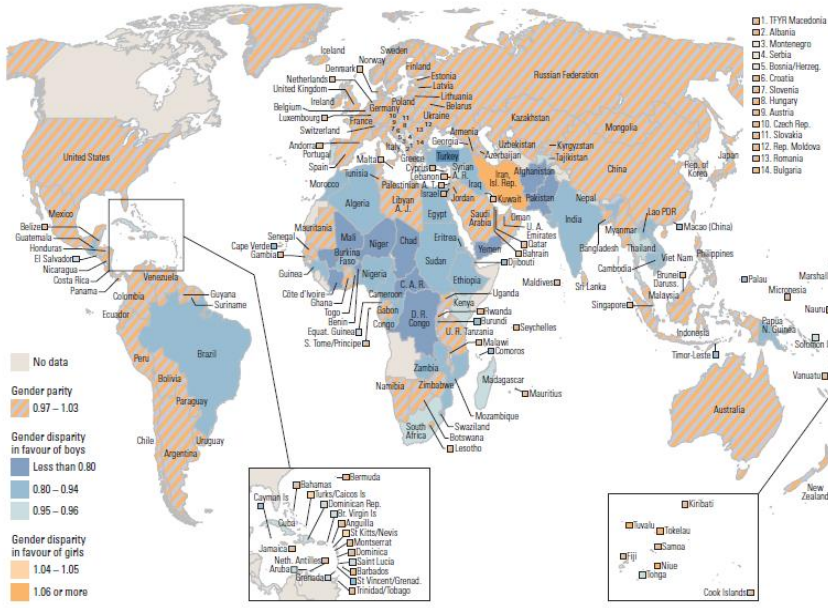 Iceland
Sweden
Norway
Finland
Denmark
Netherlands
United Kingdom
Ireland
Estonia
Latvia
Lithuania
Belarus
Poland
Germany
Belgium
Luxembourg
France
Switzerland
Ukraine
Russian Federation
Andorra
Portugal
Spain
Italy
Malta
Greece
Armenia
Georgia
Azerbaijan
Turkey
Kazakhstan
Mongolia
Uzbekistan
Kyrgyzstan
Tajikistan
China
Rep. of
Korea
Japan
1. TFYR Macedonia
2. Albania
3. Montenegro
4. Serbia
5. Bosnia/Herzeg.
6. Croatia
7. Slovenia
8. Hungary
9. Austria
10. Czech Rep.
11. Slovakia
12. Rep. Moldova
13. Romania
14. Bulgaria
United States
Mexico
Belize
Guatemala
Honduras
El Salvador
Nicaragua
Costa Rica
Panama
Venezuela
Colombia
Ecuador
Guyana
Suriname
Peru
Brazil
Bolivia
Paraguay
Chile
Argentina
Uruguay
Tunisia
Morocco
Algeria
Libyan
A. J.
Egypt
Cyprus
Lebanon
Syrian
A. R.
Palestinian A. T.
Israel
Jordan
Iraq
Iran,
Isl. Rep.
Kuwait
Saudi
Arabia
Oman
U. A.
Emirates
Qatar
Bahrain
Yemen
Djibouti
Afghanistan
Pakistan
India
Nepal
Bangladesh
Myanmar
Lao PDR
Thailand
Viet Nam
Cambodia
Macao (China)
Philippines
Maldives
Sri Lanka
Brunei
Daruss.
Malaysia
Singapore
Indonesia
Timor-Leste
Papua
N. Guinea
Palau
Micronesia
Marshall
Nauru
Solomon I
Vanuatu
Australia
New
Zealand
Mauritania
Senegal
Cape Verde
Gambia
Guinea
Mali
Burkina
Faso
Niger
Chad
Nigeria
Côte d'Ivoire
Ghana
Togo
Benin
Equat. Guinea
S. Tome/Principe
Cameroon
Gabon
Congo
C. A. R.
D. R.
Congo
Sudan
Eritrea
Ethiopia
Uganda
Kenya
Rwanda
Burundi
U. R. Tanzania
Malawi
Comoros
Seychelles
Zambia
Zimbabwe
Namibia
Madagascar
Mauritius
Mozambique
Swaziland
Botswana
Lesotho
South
Africa
No data
Gender parity
0.97 – 1.03
Gender disparity
in favour of boys
Less than 0.80
0.80 – 0.94
0.95 – 0.96
Gender disparity
in favour of girls
1.04 – 1.05
1.06 or more
Bermuda
Bahamas
Turks/Caicos Is
Cayman Is
Dominican Rep.
Br. Virgin Is
Cuba
Anguilla
St Kitts/Nevis
Montserrat
Jamaica
Dominica
Neth. Antilles
Saint Lucia
Aruba
Barbados
Grenada
St Vincent/Grenad.
Trinidad/Tobago
Kiribati
Tuvalu
Tokelau
Samoa
Fiji
Niue
Tonga
Cook Islands